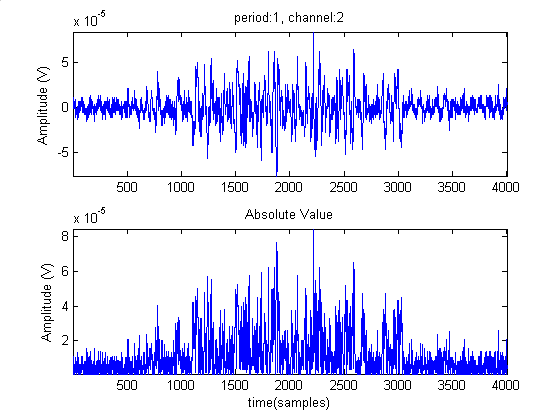 period:1, channel:2
x 10^-5
Amplitude (V)
5
0
-5
500 1000 1500 2000 2500 3000 3500 4000
Absolute Value
x 10^-5
Amplitude (V)
8
6
4
2
500 1000 1500 2000 2500 3000 3500 4000
time(samples)